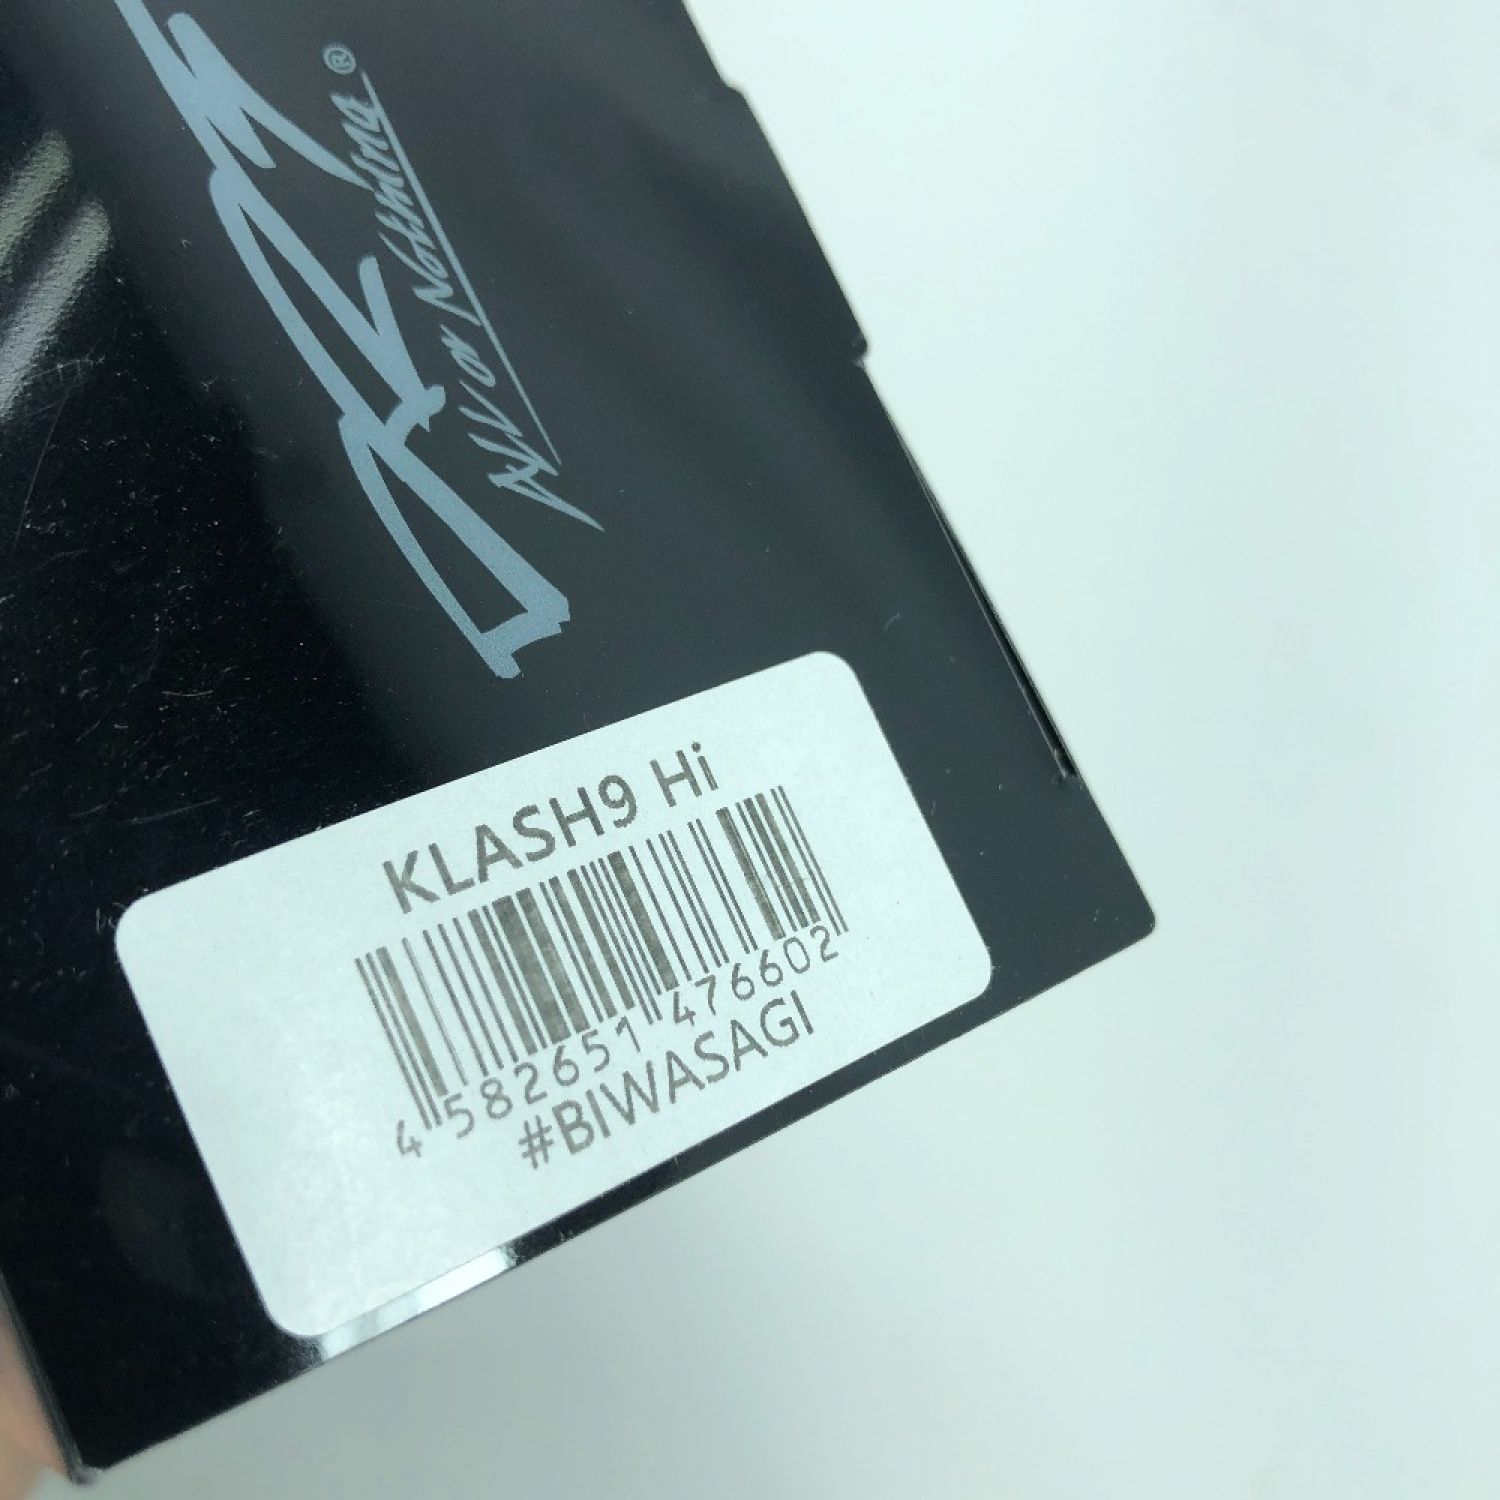 All or Nothing ®
KLASH9 Hi
4 582651 476602
#BIWASAGI